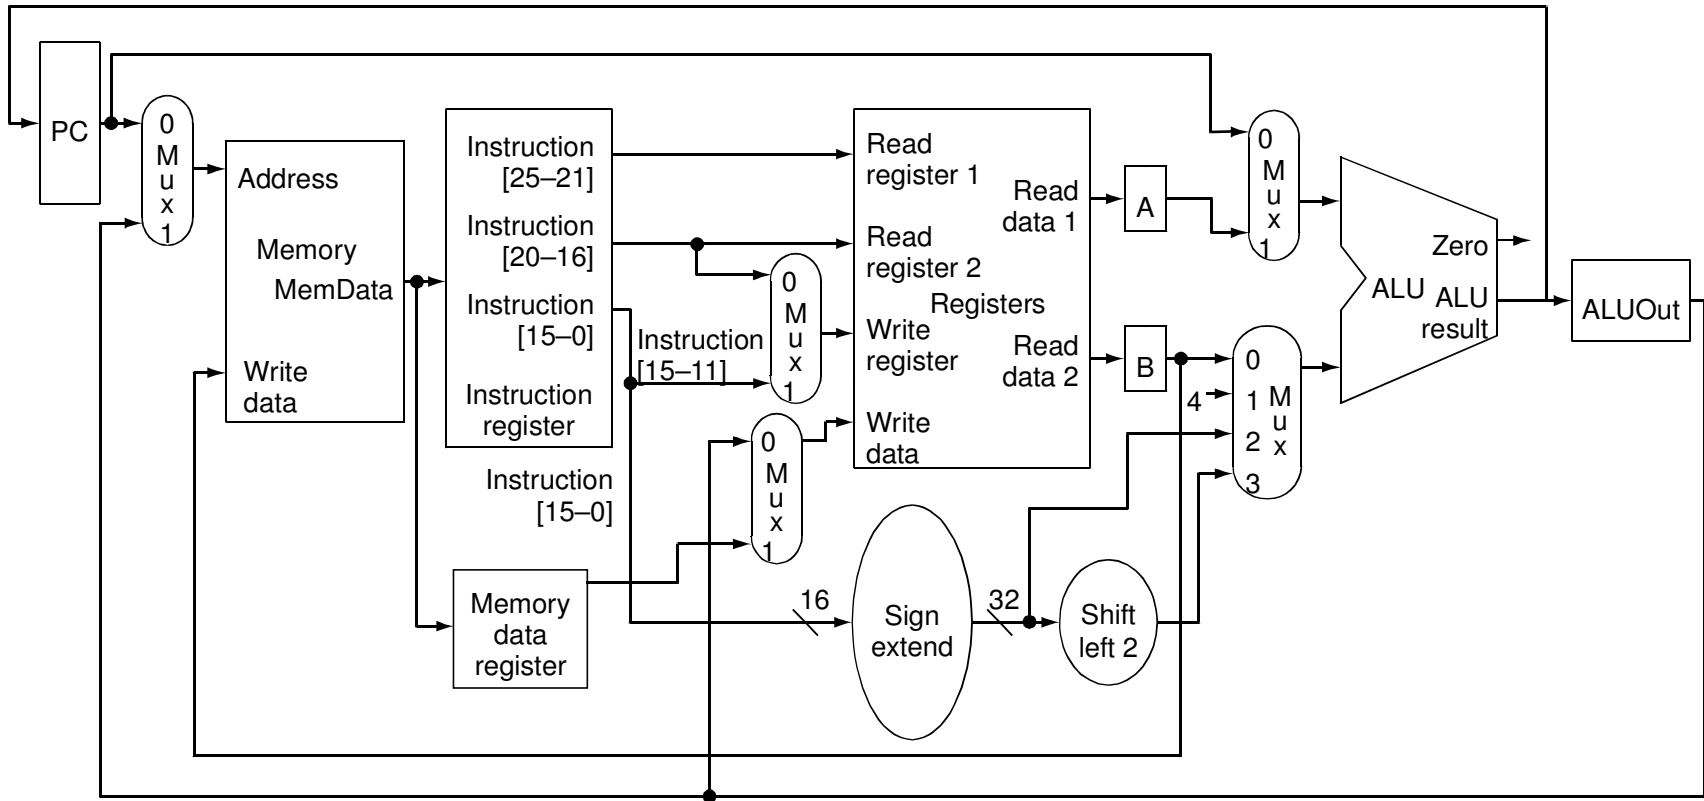 PC
0
M
u
x
1
Address
Memory
MemData
Write
data
Instruction
[25–21]
Instruction
[20–16]
Instruction
[15–0]
Instruction
register
Instruction
[15–11]
Instruction
[15–0]
Memory
data
register
0
M
u
x
1
0
M
u
x
1
Read
register 1
Read
register 2
Registers
Write
register
Write
data
Read
data 1
Read
data 2
16
Sign
extend
32
Shift
left 2
A
B
4
0
M
u
x
1
0
1
2
3
M
u
x
Zero
ALU
ALU
result
ALUOut